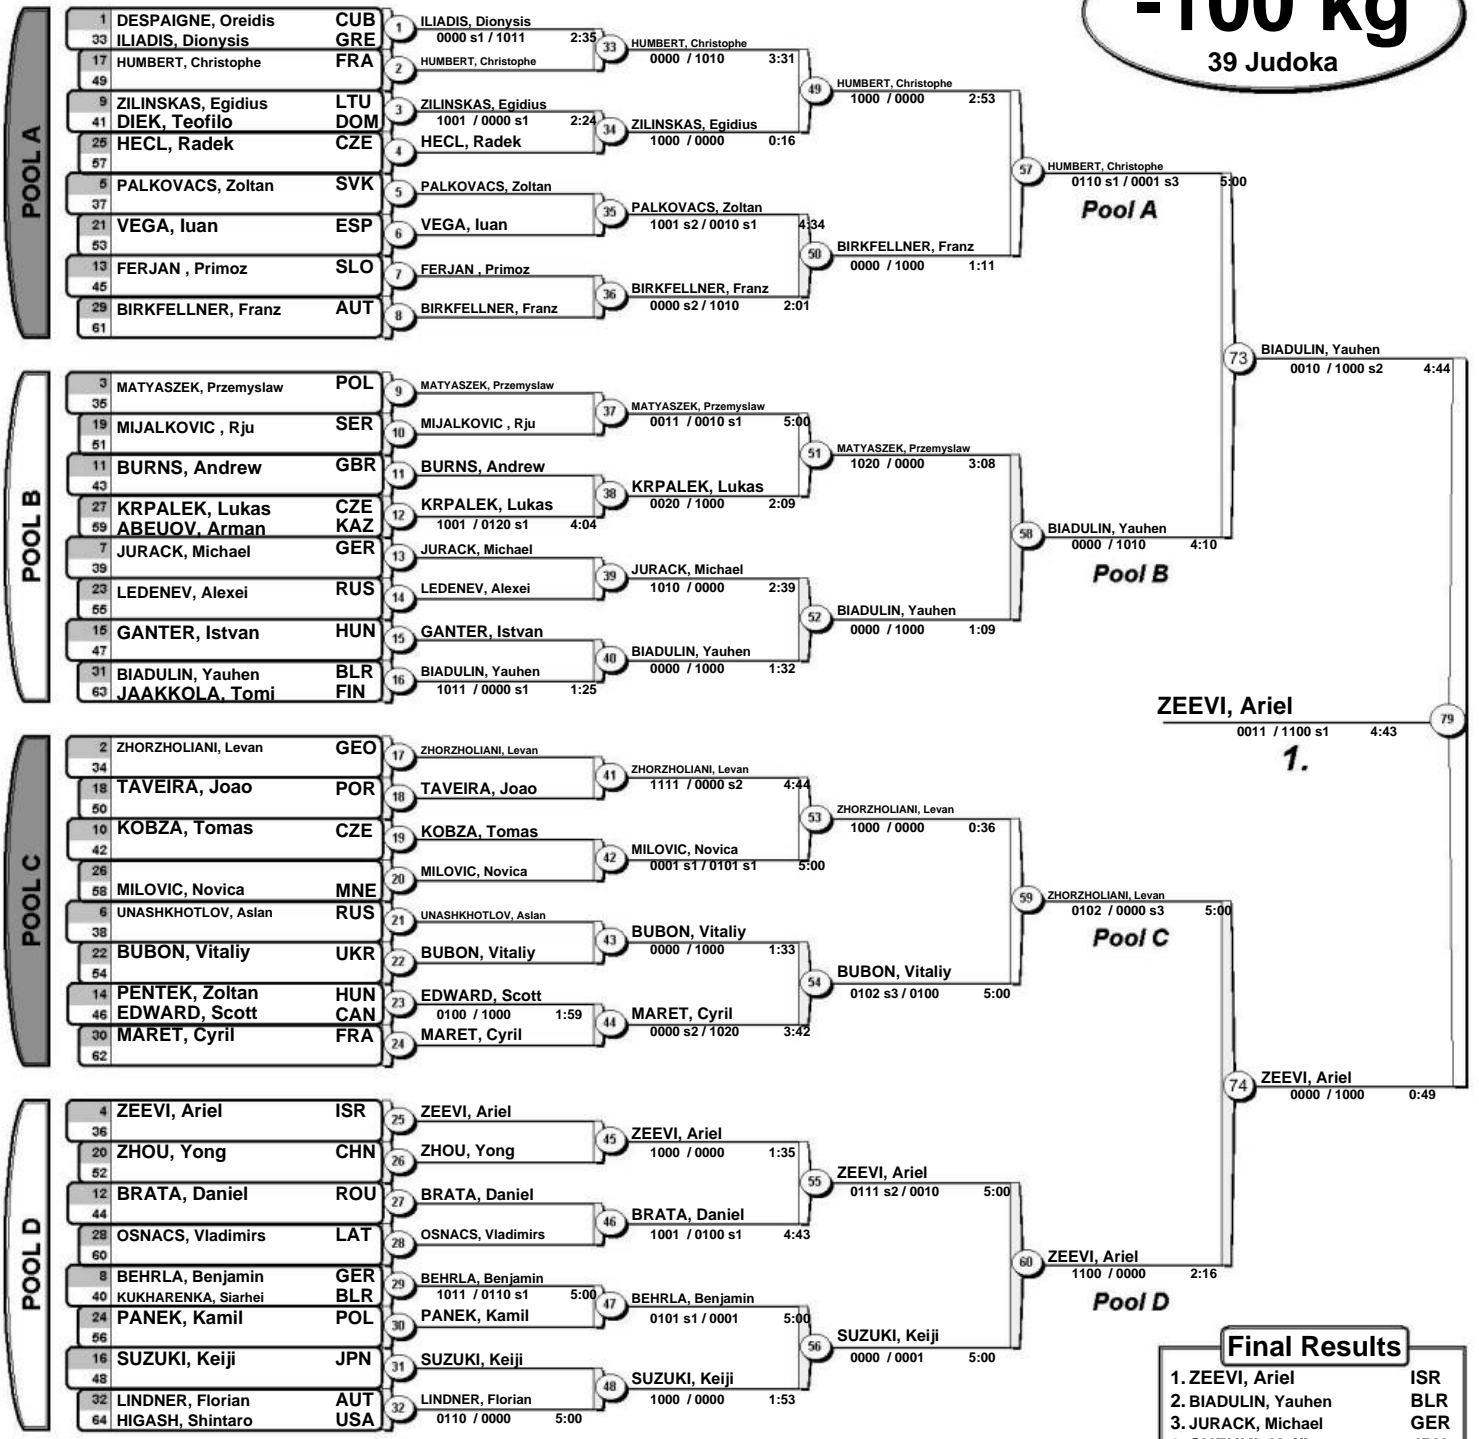 -100 kg
39 Judoka
POOL A
1 DESPAIGNE, Oreidis CUB
33 ILIADIS, Dionysis GRE
17 HUMBERT, Christophe FRA
49
9 ZILINSKAS, Egidius LTU
41 DIEK, Teofilo DOM
25 HECL, Radek CZE
57
5 PALKOVACS, Zoltan SVK
37
21 VEGA, Iuan ESP
53
13 FERJAN , Primoz SLO
45
29 BIRKFELLNER, Franz AUT
61
1 ILIADIS, Dionysis
0000 s1 / 1011 2:35
2 HUMBERT, Christophe
3 ZILINSKAS, Egidius
1001 / 0000 s1 2:24
4 HECL, Radek
5 PALKOVACS, Zoltan
6 VEGA, Iuan
7 FERJAN , Primoz
8 BIRKFELLNER, Franz
33 HUMBERT, Christophe
0000 / 1010 3:31
34 ZILINSKAS, Egidius
1000 / 0000 0:16
35 PALKOVACS, Zoltan
1001 s2 / 0010 s1 4:34
36 BIRKFELLNER, Franz
0000 s2 / 1010 2:01
49 HUMBERT, Christophe
1000 / 0000 2:53
50 BIRKFELLNER, Franz
0000 / 1000 1:11
57 HUMBERT, Christophe
0110 s1 / 0001 s3 5:00
Pool A
POOL B
3 MATYASZEK, Przemyslaw POL
35
19 MIJALKOVIC , Rju SER
51
11 BURNS, Andrew GBR
43
27 KRPALEK, Lukas CZE
59 ABEUOV, Arman KAZ
7 JURACK, Michael GER
39
23 LEDENEV, Alexei RUS
55
15 GANTER, Istvan HUN
47
31 BIADULIN, Yauhen BLR
63 JAAKKOLA, Tomi FIN
9 MATYASZEK, Przemyslaw
10 MIJALKOVIC , Rju
11 BURNS, Andrew
12 KRPALEK, Lukas
1001 / 0120 s1 4:04
13 JURACK, Michael
14 LEDENEV, Alexei
15 GANTER, Istvan
16 BIADULIN, Yauhen
1011 / 0000 s1 1:25
37 MATYASZEK, Przemyslaw
0011 / 0010 s1 5:00
38 KRPALEK, Lukas
0020 / 1000 2:09
39 JURACK, Michael
1010 / 0000 2:39
40 BIADULIN, Yauhen
0000 / 1000 1:32
51 MATYASZEK, Przemyslaw
1020 / 0000 3:08
52 BIADULIN, Yauhen
0000 / 1000 1:09
58 BIADULIN, Yauhen
0000 / 1010 4:10
Pool B
73 BIADULIN, Yauhen
0010 / 1000 s2 4:44
ZEEVI, Ariel 79
0011 / 1100 s1 4:43
1.
POOL C
2 ZHORZHOLIANI, Levan GEO
34
18 TAVEIRA, Joao POR
50
10 KOBZA, Tomas CZE
42
26
58 MILOVIC, Novica MNE
6 UNASHKHOTLOV, Aslan RUS
38
22 BUBON, Vitaliy UKR
54
14 PENTEK, Zoltan HUN
46 EDWARD, Scott CAN
30 MARET, Cyril FRA
62
17 ZHORZHOLIANI, Levan
18 TAVEIRA, Joao
19 KOBZA, Tomas
20 MILOVIC, Novica
21 UNASHKHOTLOV, Aslan
22 BUBON, Vitaliy
23 EDWARD, Scott
0100 / 1000 1:59
24 MARET, Cyril
41 ZHORZHOLIANI, Levan
1111 / 0000 s2 4:44
42 MILOVIC, Novica
0001 s1 / 0101 s1 5:00
43 BUBON, Vitaliy
0000 / 1000 1:33
44 MARET, Cyril
0000 s2 / 1020 3:42
53 ZHORZHOLIANI, Levan
1000 / 0000 0:36
54 BUBON, Vitaliy
0102 s3 / 0100 5:00
59 ZHORZHOLIANI, Levan
0102 / 0000 s3 5:00
Pool C
74 ZEEVI, Ariel
0000 / 1000 0:49
POOL D
4 ZEEVI, Ariel ISR
36
20 ZHOU, Yong CHN
52
12 BRATA, Daniel ROU
44
28 OSNACS, Vladimirs LAT
60
8 BEHRLA, Benjamin GER
40 KUKHARENKA, Siarhei BLR
24 PANEK, Kamil POL
56
16 SUZUKI, Keiji JPN
48
32 LINDNER, Florian AUT
64 HIGASH, Shintaro USA
25 ZEEVI, Ariel
26 ZHOU, Yong
27 BRATA, Daniel
28 OSNACS, Vladimirs
29 BEHRLA, Benjamin
1011 / 0110 s1 5:00
30 PANEK, Kamil
31 SUZUKI, Keiji
32 LINDNER, Florian
0110 / 0000 5:00
45 ZEEVI, Ariel
1000 / 0000 1:35
46 BRATA, Daniel
1001 / 0100 s1 4:43
47 BEHRLA, Benjamin
0101 s1 / 0001 5:00
48 SUZUKI, Keiji
1000 / 0000 1:53
55 ZEEVI, Ariel
0111 s2 / 0010 5:00
56 SUZUKI, Keiji
0000 / 0001 5:00
60 ZEEVI, Ariel
1100 / 0000 2:16
Pool D
Final Results
1. ZEEVI, Ariel ISR
2. BIADULIN, Yauhen BLR
3. JURACK, Michael GER